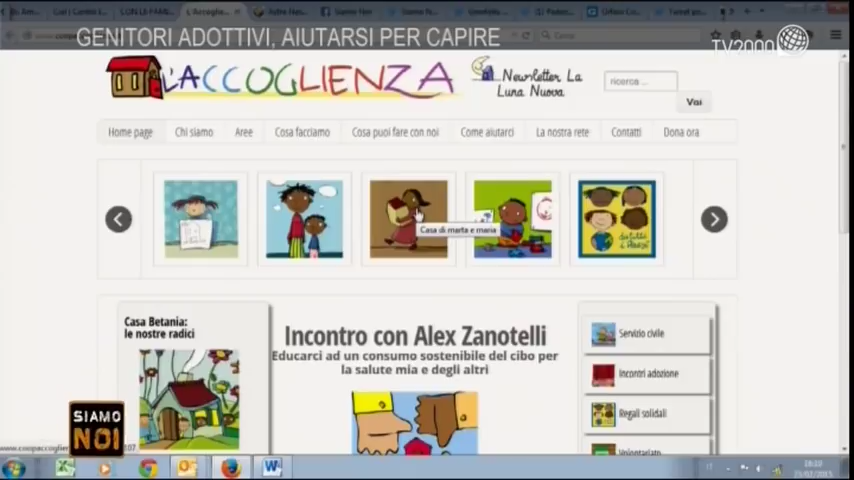 GENITORI ADOTTIVI, AIUTARSI PER CAPIRE
TV2000
L'ACCOGLIENZA
Newsletter La
Luna Nuova
ricerca ...
Vai
Home page
Chi siamo
Aree
Cosa facciamo
Cosa puoi fare con noi
Come aiutarci
La nostra rete
Contatti
Dona ora
Casa di marta e maria
Casa Betania:
le nostre radici
Incontro con Alex Zanotelli
Educarci ad un consumo sostenibile del cibo per
la salute mia e degli altri
Servizio civile
Incontri adozione
Regali solidali
Volontariato
SIAMO
NOI